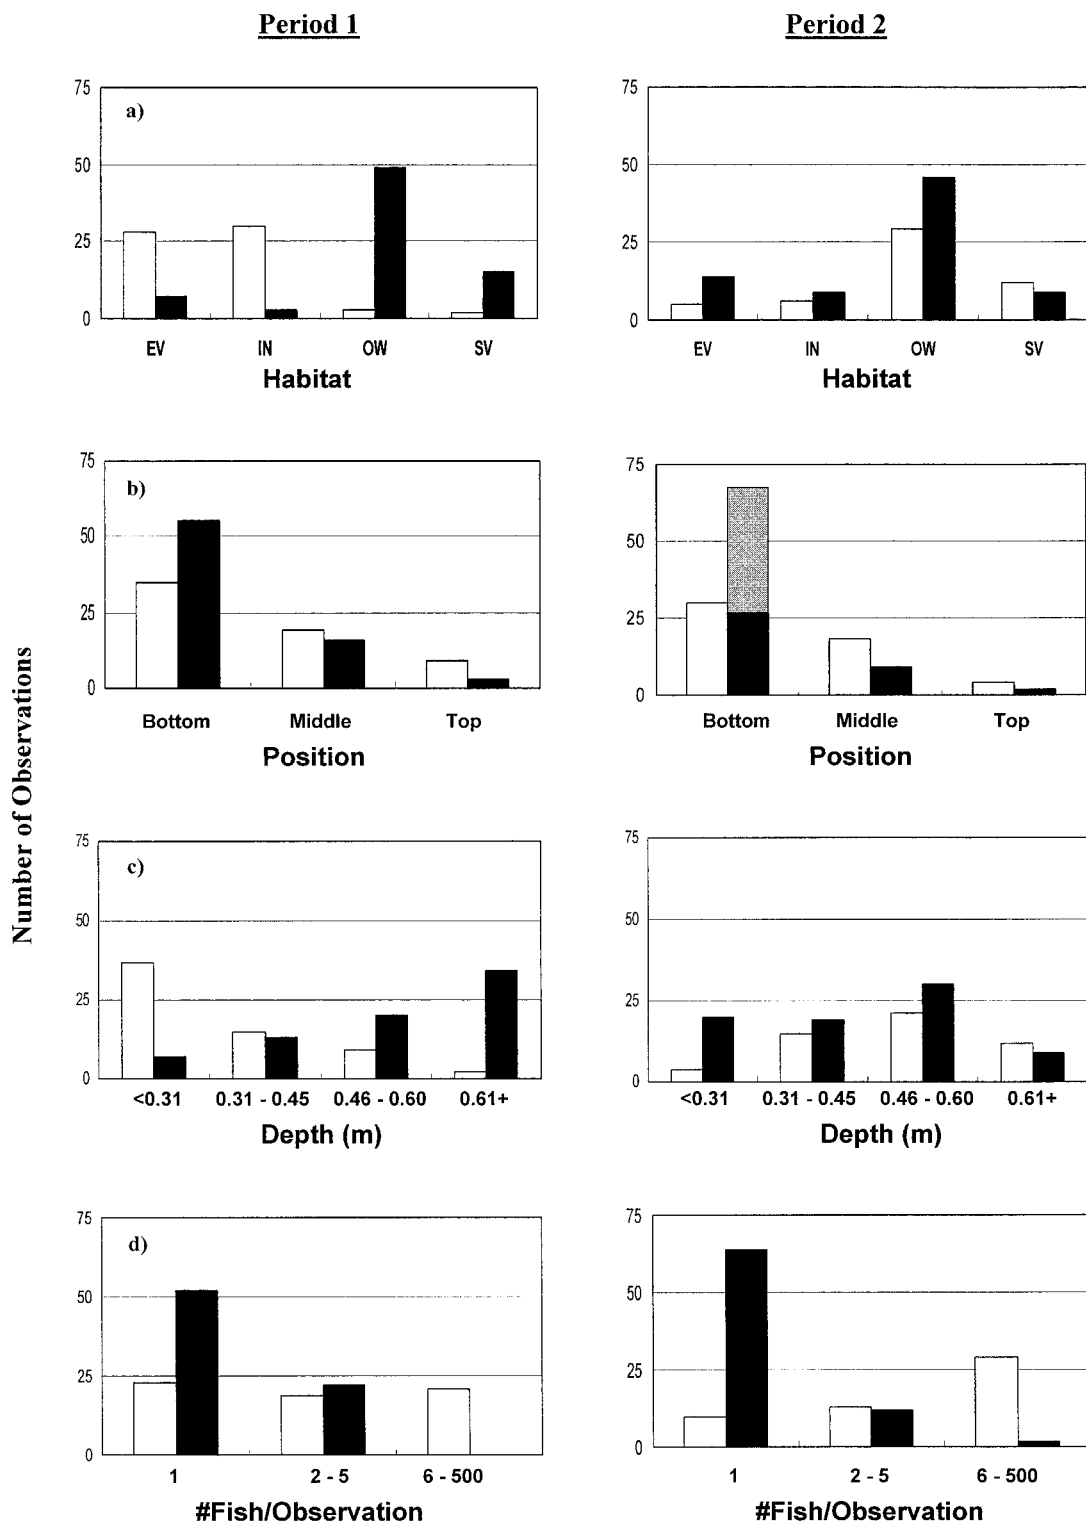 Period 1
Period 2
Number of Observations
a)
75
50
25
0
EV IN OW SV
Habitat
75
50
25
0
EV IN OW SV
Habitat
b)
75
50
25
0
Bottom Middle Top
Position
75
50
25
0
Bottom Middle Top
Position
c)
75
50
25
0
<0.31 0.31 - 0.45 0.46 - 0.60 0.61+
Depth (m)
75
50
25
0
<0.31 0.31 - 0.45 0.46 - 0.60 0.61+
Depth (m)
d)
75
50
25
0
1 2 - 5 6 - 500
#Fish/Observation
75
50
25
0
1 2 - 5 6 - 500
#Fish/Observation